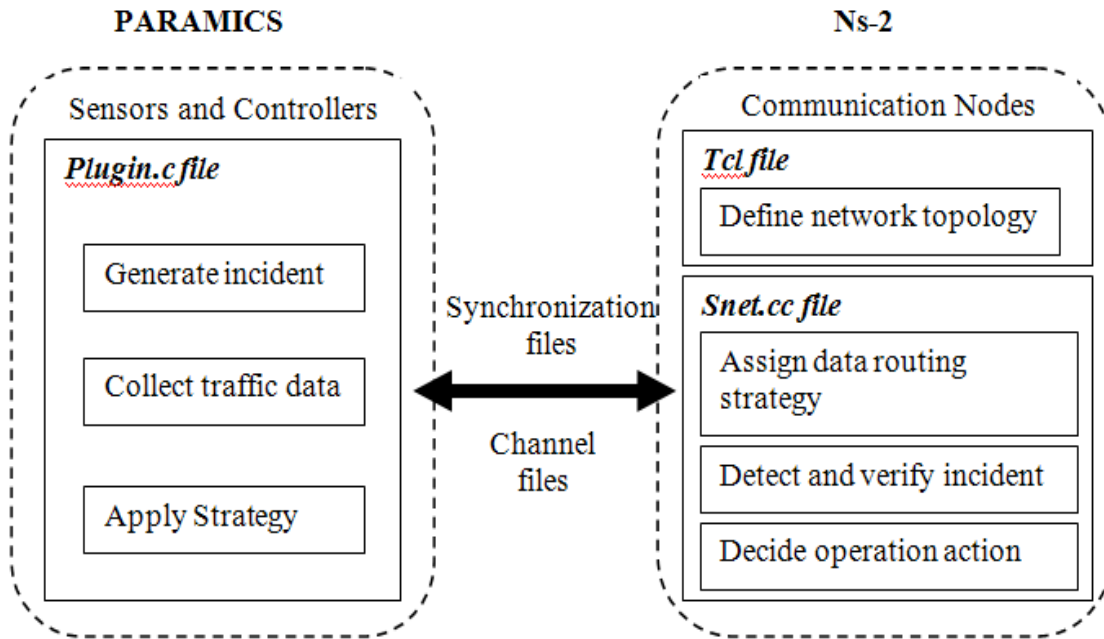 PARAMICS
Sensors and Controllers
Plugin.c file
Generate incident
Collect traffic data
Apply Strategy
Synchronization
files
Channel
files
Ns-2
Communication Nodes
Tcl file
Define network topology
Snet.cc file
Assign data routing
strategy
Detect and verify incident
Decide operation action